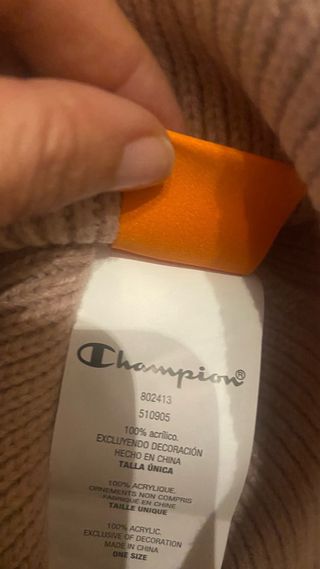 Champion®
802413
510905
100% acrílico.
EXCLUYENDO DECORACIÓN
HECHO EN CHINA
TALLA ÚNICA
100% ACRYLIQUE.
ORNEMENTS NON COMPRIS
FABRIQUÉ EN CHINE
TAILLE UNIQUE
100% ACRYLIC.
EXCLUSIVE OF DECORATION
MADE IN CHINA
ONE SIZE